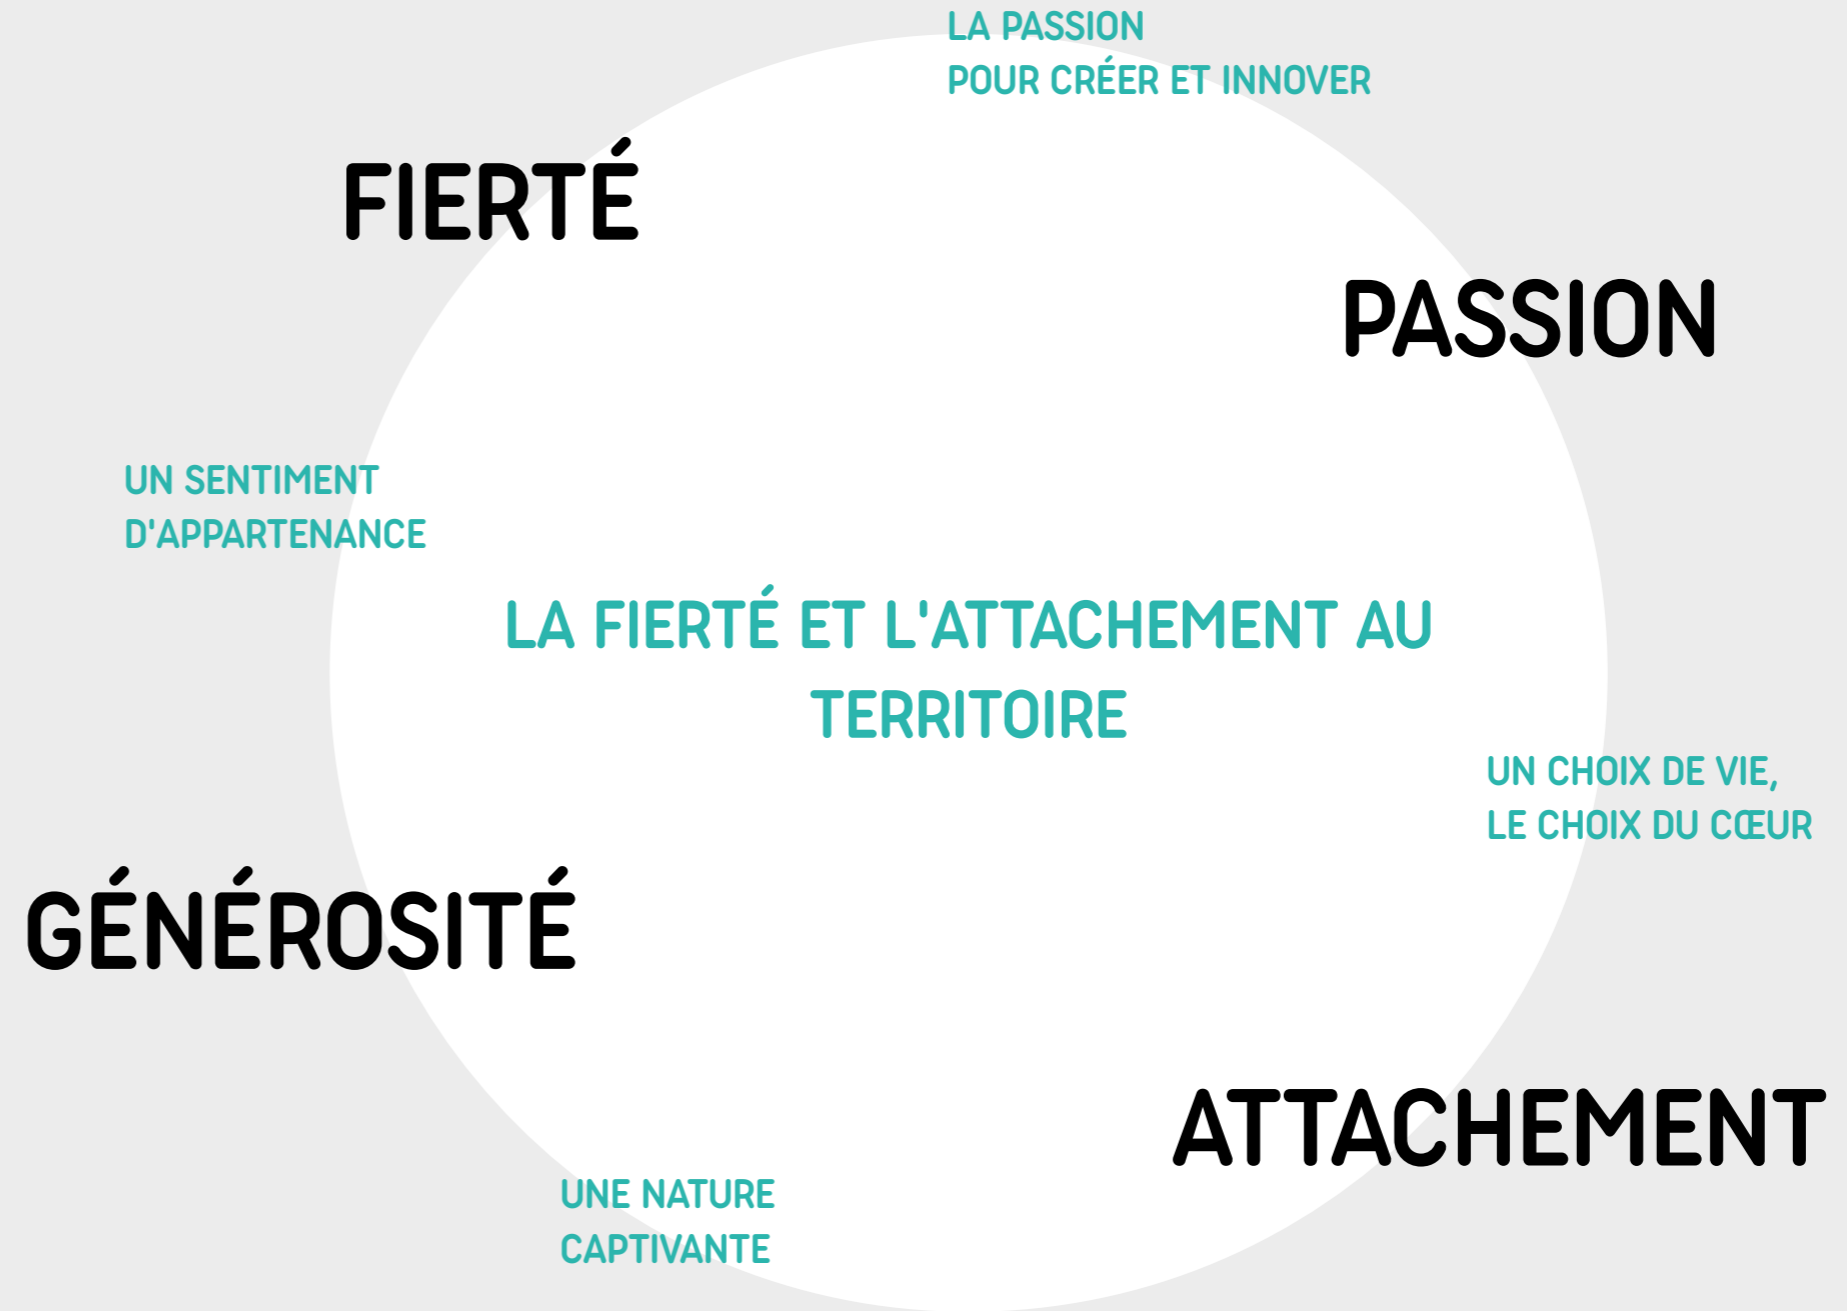 LA PASSION
POUR CRÉER ET INNOVER
FIERTÉ
PASSION
UN SENTIMENT
D'APPARTENANCE
LA FIERTÉ ET L'ATTACHEMENT AU
TERRITOIRE
UN CHOIX DE VIE,
LE CHOIX DU CŒUR
GÉNÉROSITÉ
ATTACHEMENT
UNE NATURE
CAPTIVANTE